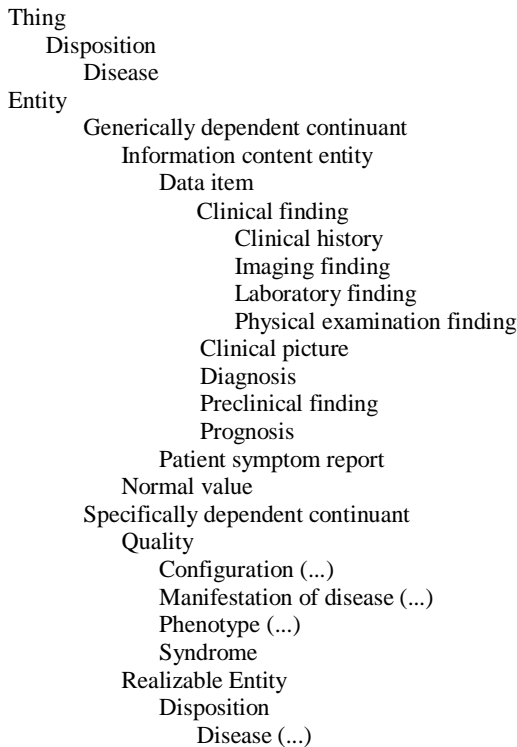 Thing
Disposition
Disease
Entity
Generically dependent continuant
Information content entity
Data item
Clinical finding
Clinical history
Imaging finding
Laboratory finding
Physical examination finding
Clinical picture
Diagnosis
Preclinical finding
Prognosis
Patient symptom report
Normal value
Specifically dependent continuant
Quality
Configuration (...)
Manifestation of disease (...)
Phenotype (...)
Syndrome
Realizable Entity
Disposition
Disease (...)